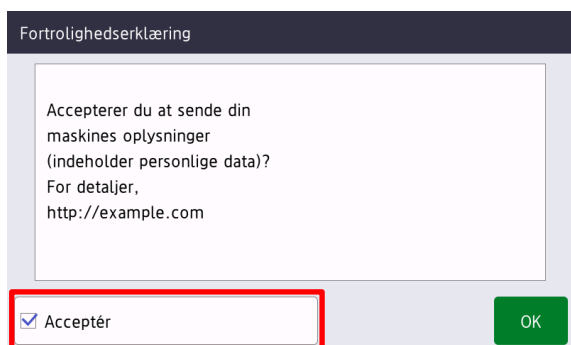 Fortrolighedserklæring
Accepterer du at sende din
maskines oplysninger
(indeholder personlige data)?
For detaljer,
http://example.com
Acceptér
OK